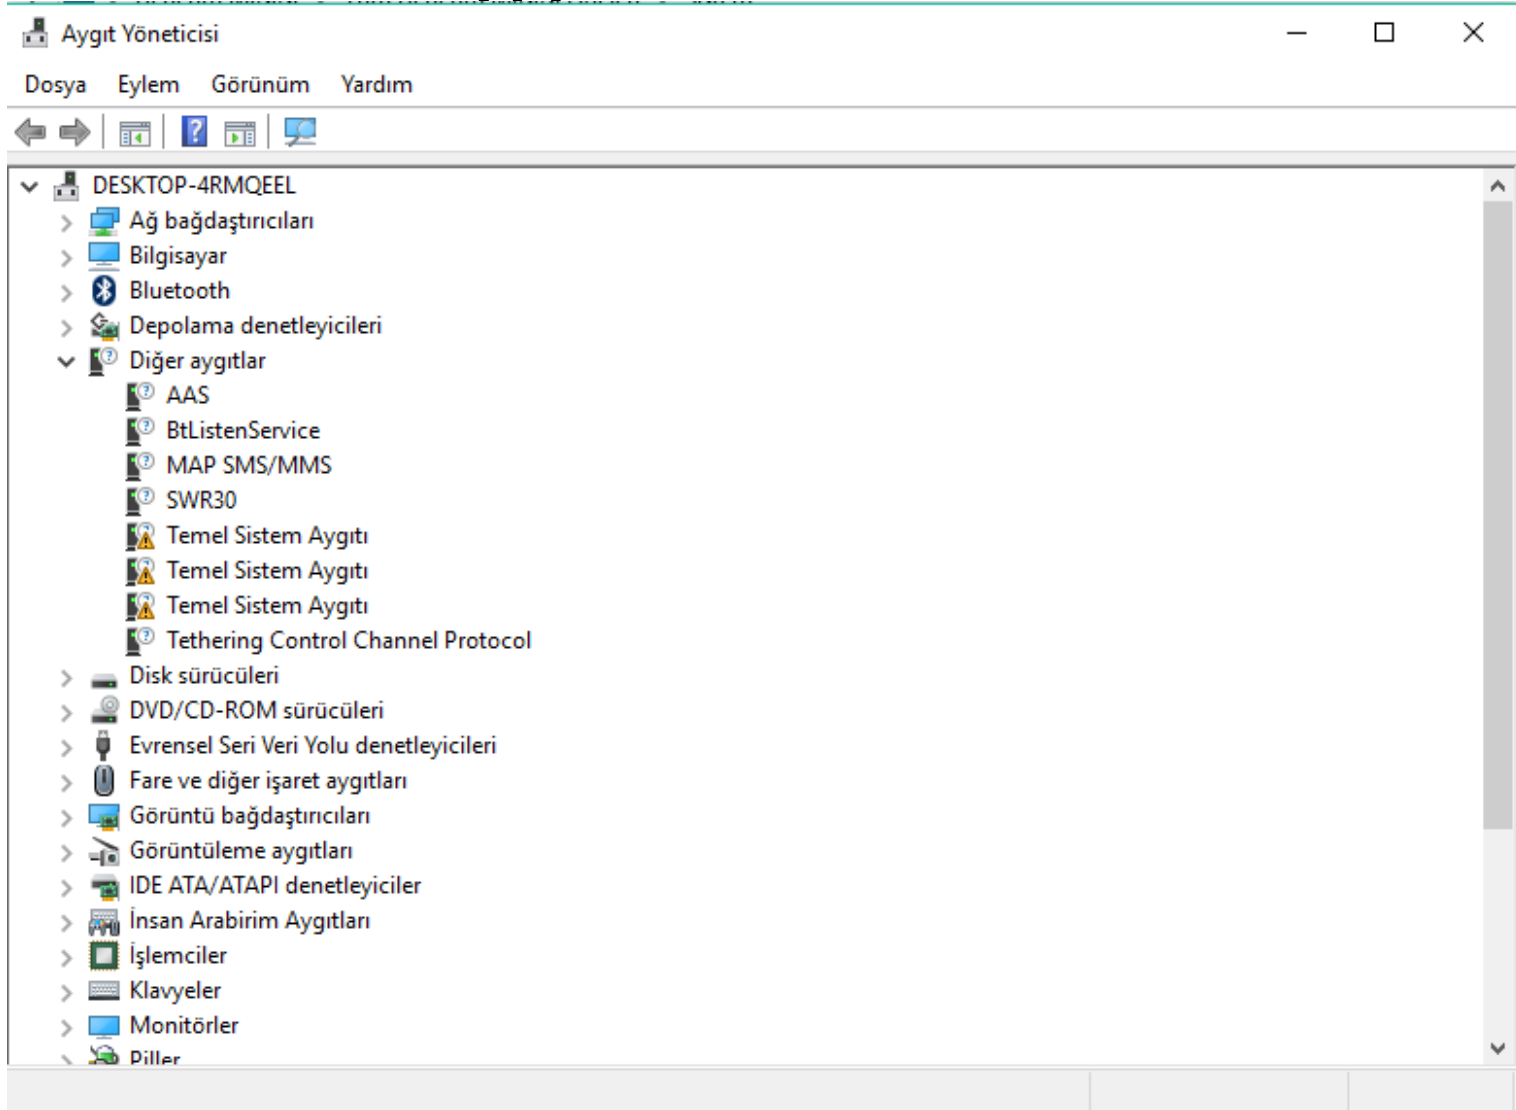 Aygıt Yöneticisi
Dosya Eylem Görünüm Yardım
DESKTOP-4RMQEEL
Ağ bağdaştırıcıları
Bilgisayar
Bluetooth
Depolama denetleyicileri
Diğer aygıtlar
AAS
BtListenService
MAP SMS/MMS
SWR30
Temel Sistem Aygıtı
Temel Sistem Aygıtı
Temel Sistem Aygıtı
Tethering Control Channel Protocol
Disk sürücüleri
DVD/CD-ROM sürücüleri
Evrensel Seri Veri Yolu denetleyicileri
Fare ve diğer işaret aygıtları
Görüntü bağdaştırıcıları
Görüntüleme aygıtları
IDE ATA/ATAPI denetleyiciler
İnsan Arabirim Aygıtları
İşlemciler
Klavyeler
Monitörler
Piller